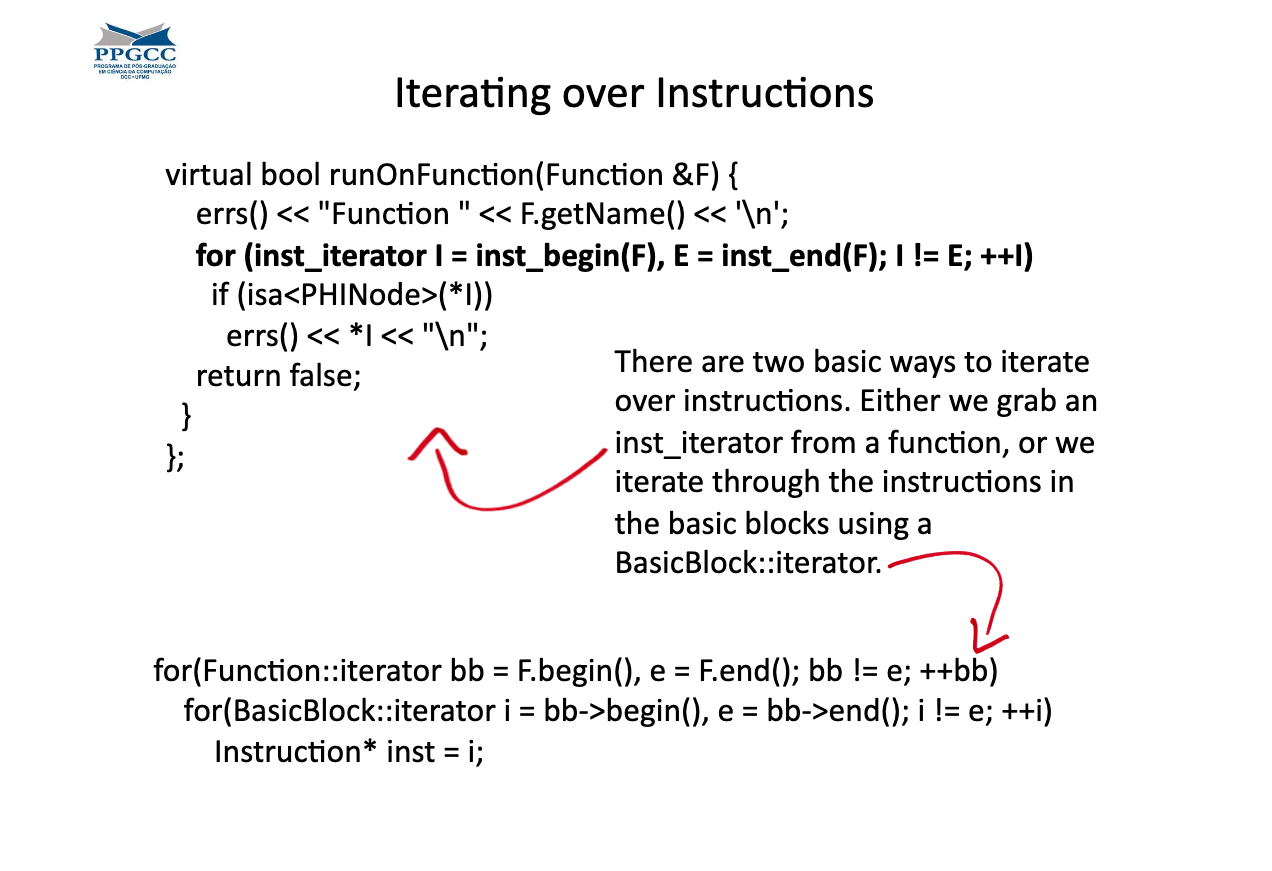 PPGCC
PROGRAMA DE PÓS-GRADUAÇÃO
EM CIÊNCIA DA COMPUTAÇÃO
DCC • UFMG
Iterating over Instructions
virtual bool runOnFunction(Function &F) {
errs() << "Function " << F.getName() << '\n';
for (inst_iterator I = inst_begin(F), E = inst_end(F); I != E; ++I)
if (isa<PHINode>(*I))
errs() << *I << "\n";
return false;
}
};
There are two basic ways to iterate
over instructions. Either we grab an
inst_iterator from a function, or we
iterate through the instructions in
the basic blocks using a
BasicBlock::iterator.
for(Function::iterator bb = F.begin(), e = F.end(); bb != e; ++bb)
for(BasicBlock::iterator i = bb->begin(), e = bb->end(); i != e; ++i)
Instruction* inst = i;